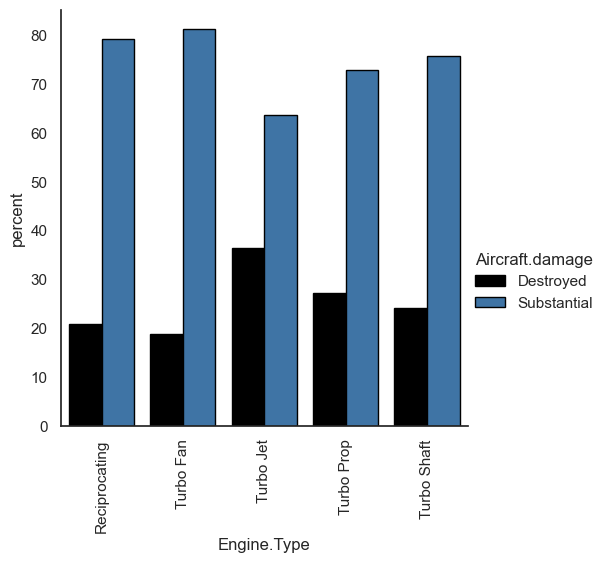 80
70
60
50
40
30
20
10
0
percent
Reciprocating
Turbo Fan
Turbo Jet
Turbo Prop
Turbo Shaft
Engine.Type
Aircraft.damage
Destroyed
Substantial